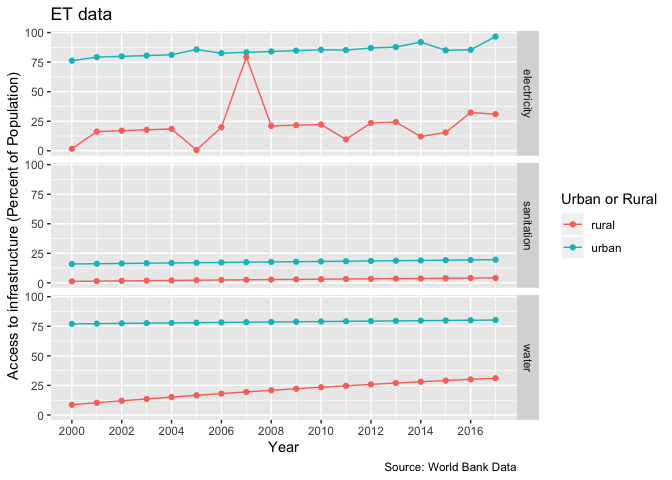 ET data
Access to infrastructure (Percent of Population)
100
75
50
25
0
electricity
100
75
50
25
0
sanitation
100
75
50
25
0
water
2000 2002 2004 2006 2008 2010 2012 2014 2016
Year
Urban or Rural
rural
urban
Source: World Bank Data